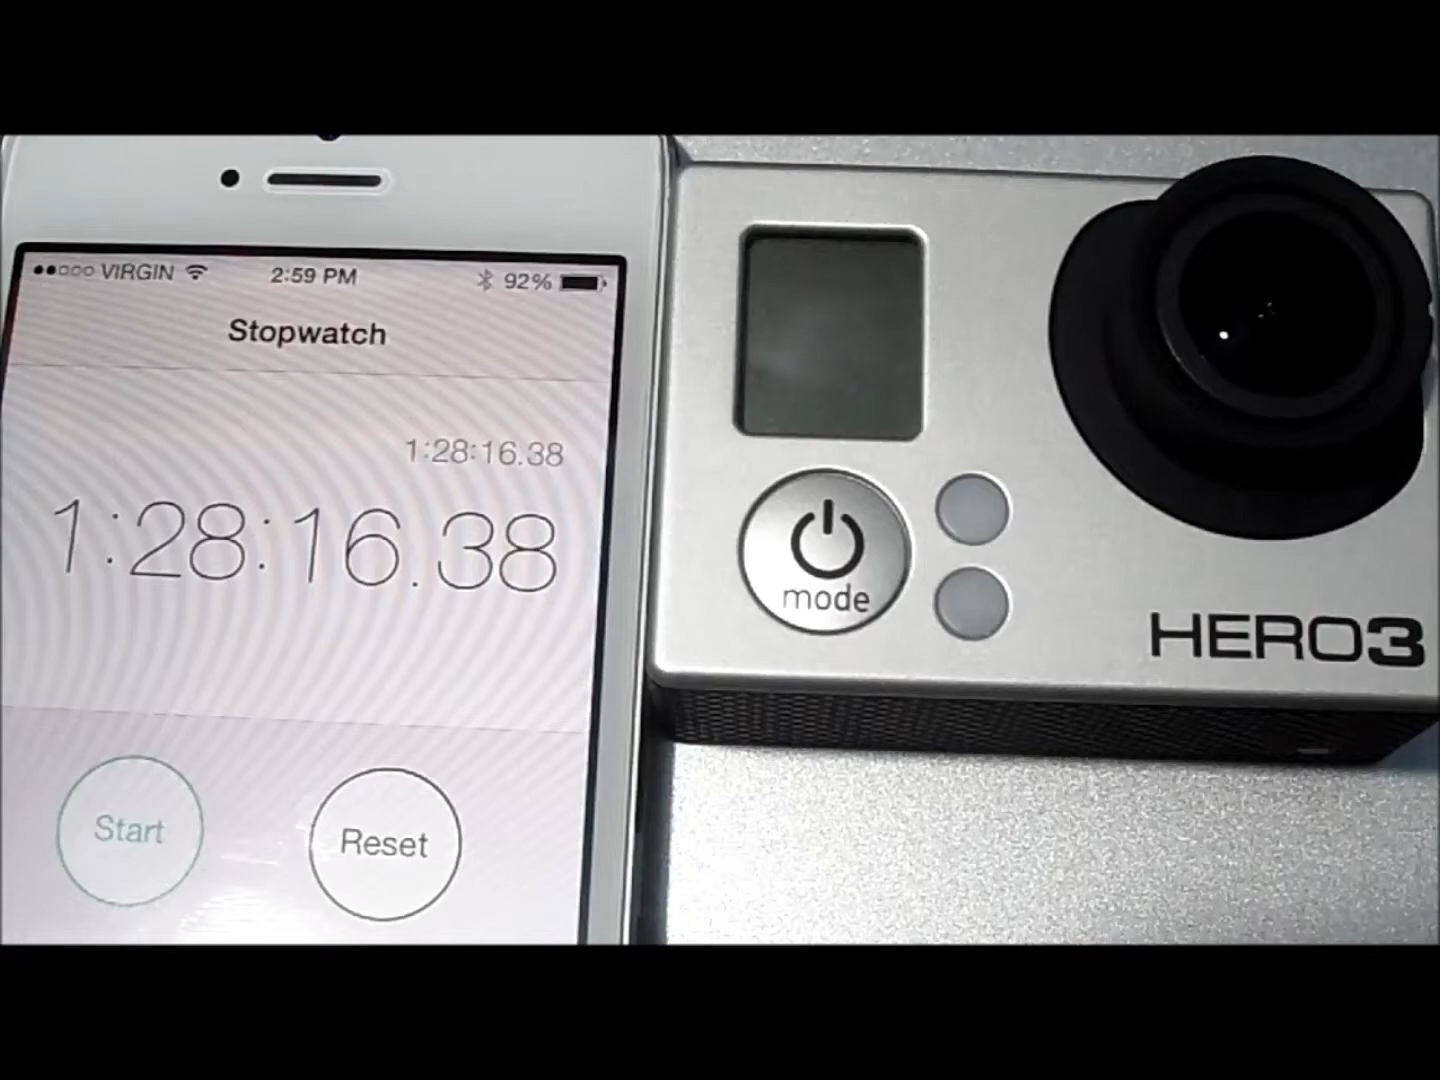 VIRGIN 2:59 PM 92%
Stopwatch
1:28:16.38
1:28:16.38
Start Reset
mode
HERO3